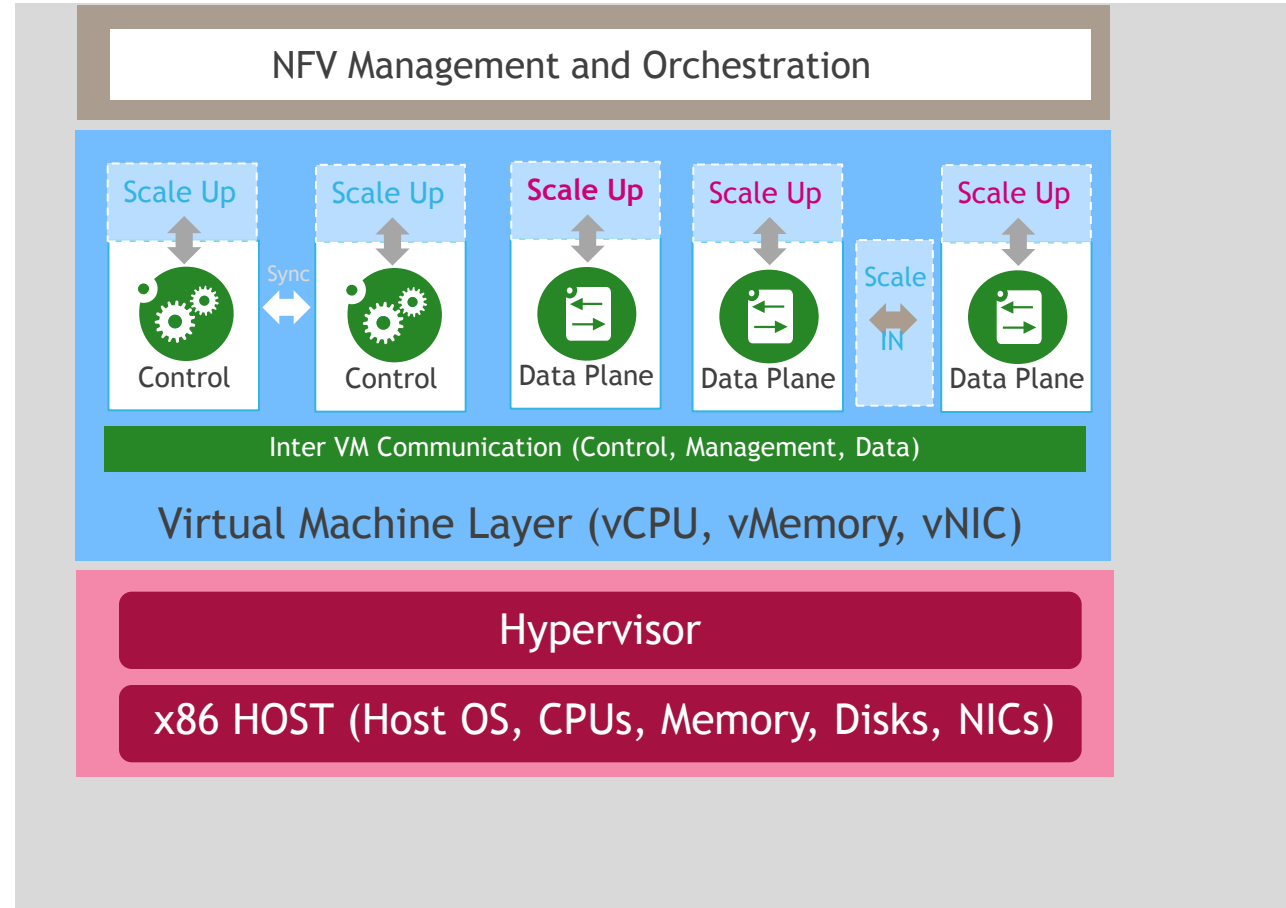 NFV Management and Orchestration
Scale Up
Scale Up
Scale Up
Scale Up
Scale Up
Sync
Scale
IN
Control
Control
Data Plane
Data Plane
Data Plane
Inter VM Communication (Control, Management, Data)
Virtual Machine Layer (vCPU, vMemory, vNIC)
Hypervisor
x86 HOST (Host OS, CPUs, Memory, Disks, NICs)